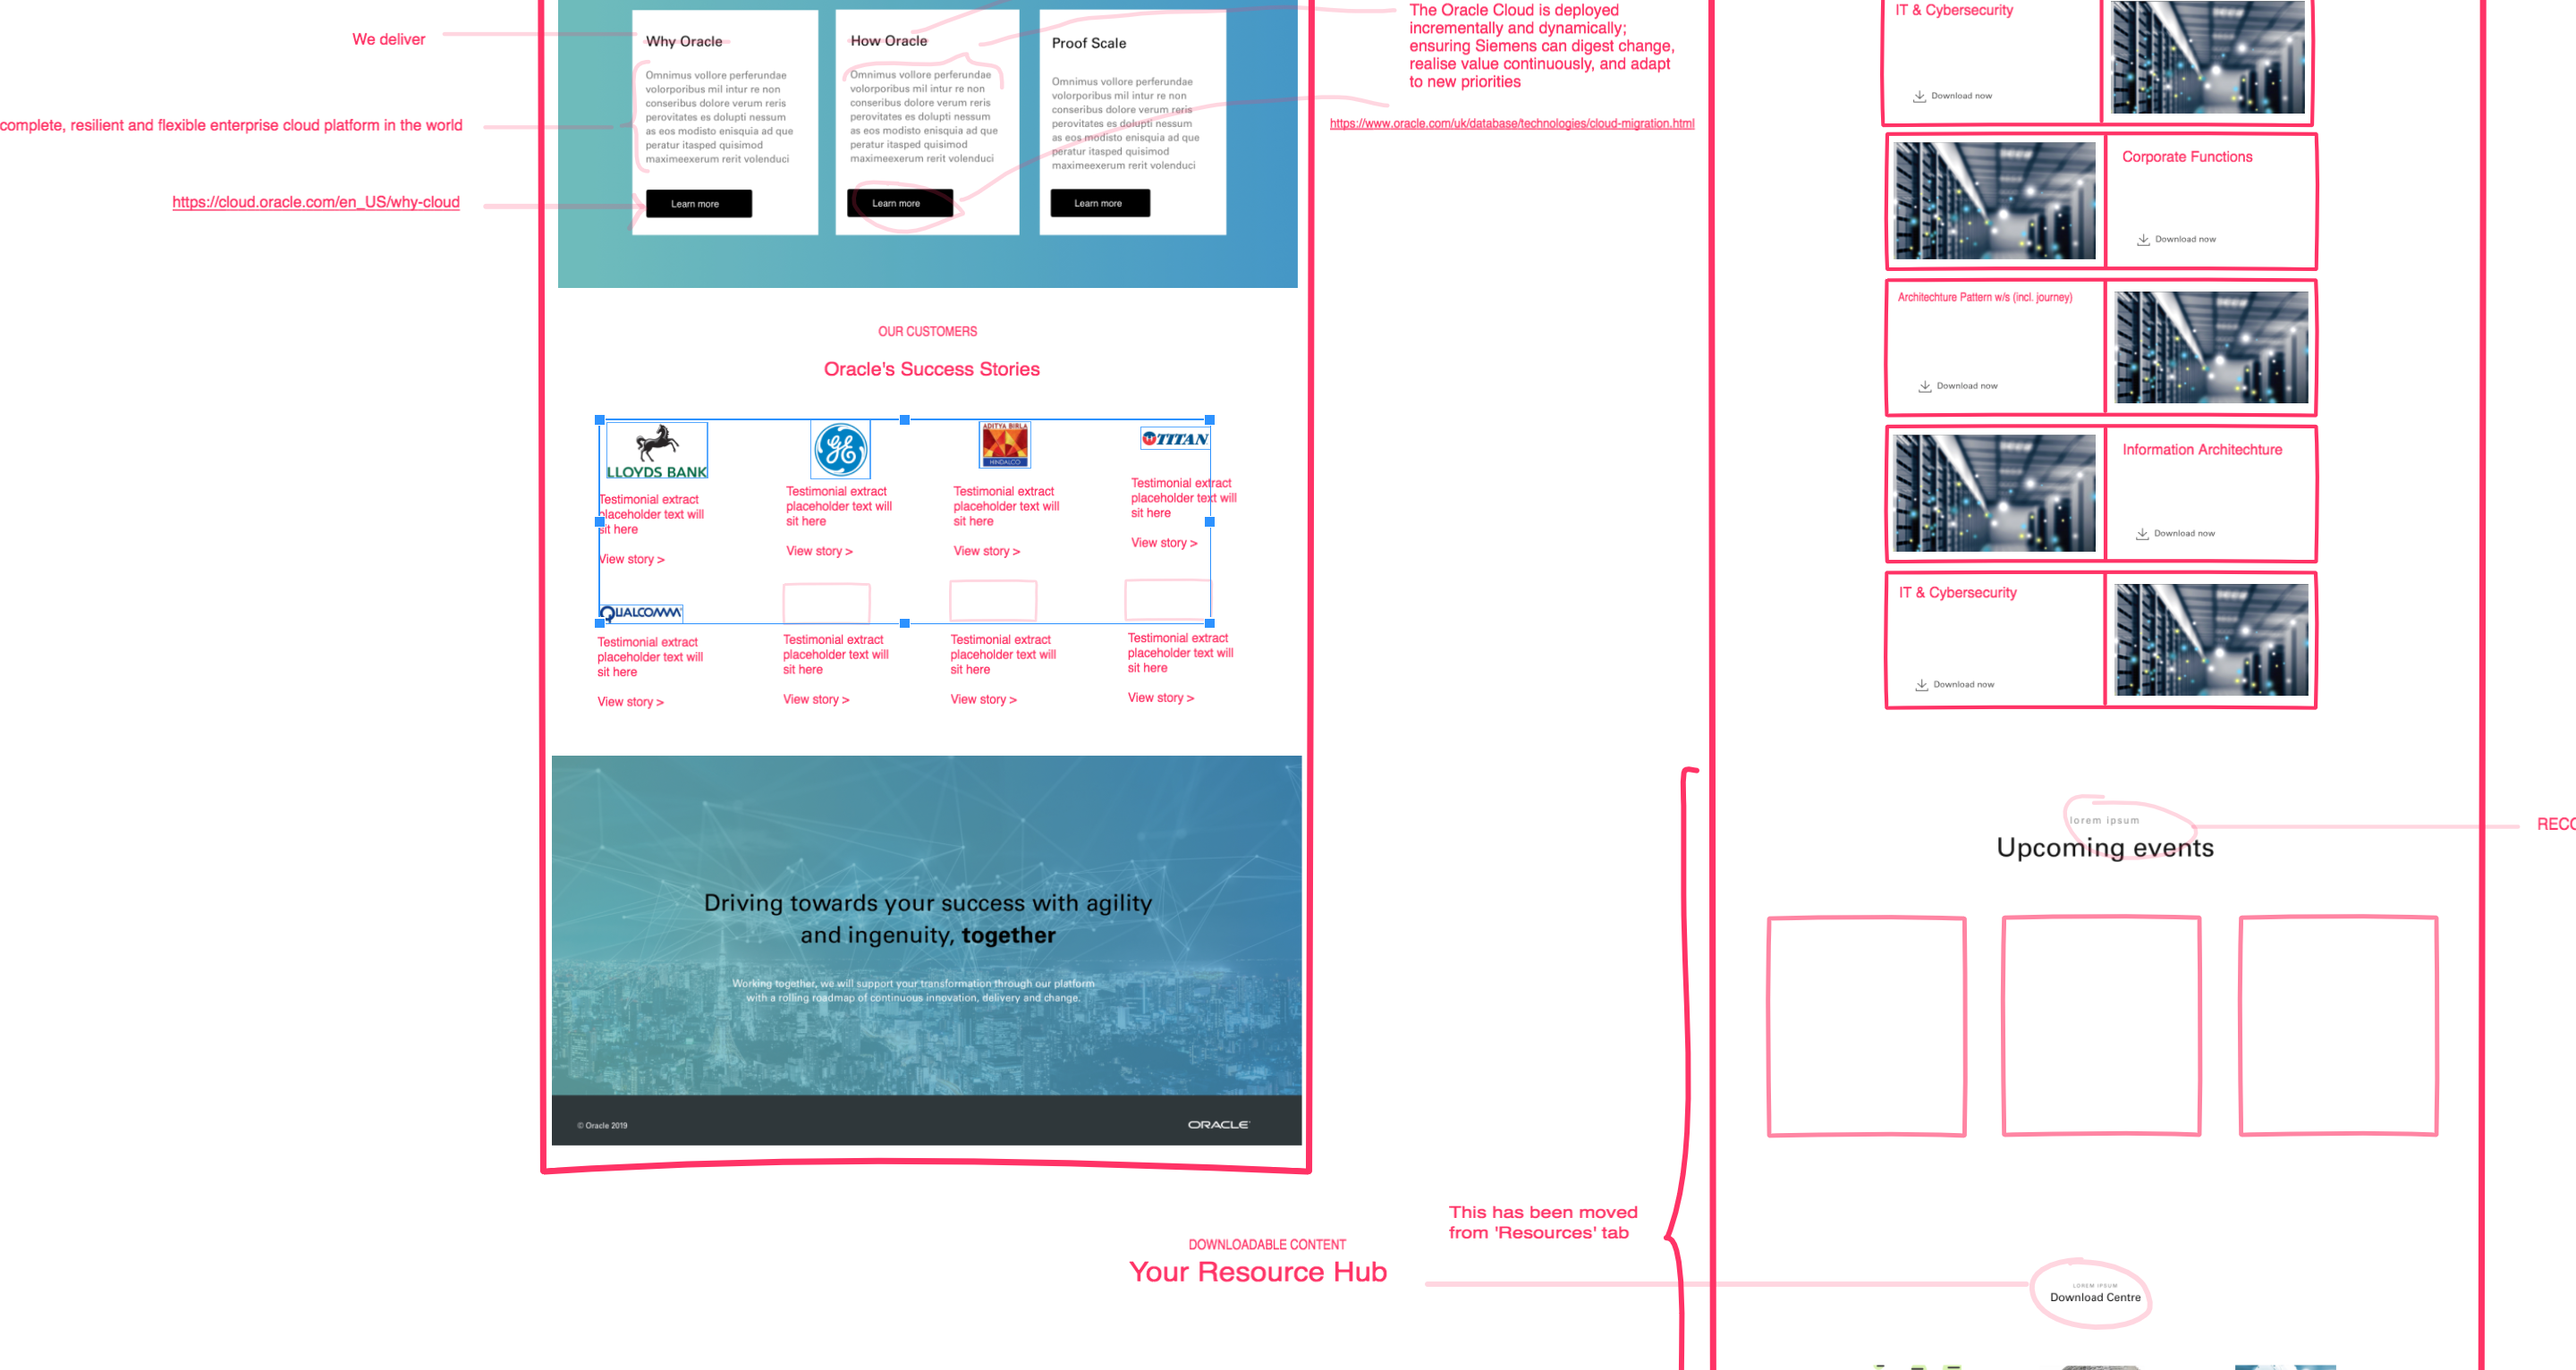 We deliver
complete, resilient and flexible enterprise cloud platform in the world
https://cloud.oracle.com/en_US/why-cloud
Why Oracle
Omnimus vollore perferundae
volorporibus mil intur re non
conseribus dolore verum reris
perovitates es dolupti nessum
as eos modisto enisquia ad que
peratur itasped quisimod
maximeexerum rerit volenduci
Learn more
How Oracle
Omnimus vollore perferundae
volorporibus mil intur re non
conseribus dolore verum reris
perovitates es dolupti nessum
as eos modisto enisquia ad que
peratur itasped quisimod
maximeexerum rerit volenduci
Learn more
Proof Scale
Omnimus vollore perferundae
volorporibus mil intur re non
conseribus dolore verum reris
perovitates es dolupti nessum
as eos modisto enisquia ad que
peratur itasped quisimod
maximeexerum rerit volenduci
Learn more
The Oracle Cloud is deployed
incrementally and dynamically;
ensuring Siemens can digest change,
realise value continuously, and adapt
to new priorities
https://www.oracle.com/uk/database/technologies/cloud-migration.html
OUR CUSTOMERS
Oracle's Success Stories
LLOYDS BANK
Testimonial extract
placeholder text will
sit here
View story >
GE
Testimonial extract
placeholder text will
sit here
View story >
ADITYA BIRLA
HINDALCO
Testimonial extract
placeholder text will
sit here
View story >
TITAN
Testimonial extract
placeholder text will
sit here
View story >
QUALCOMM
Testimonial extract
placeholder text will
sit here
View story >
Testimonial extract
placeholder text will
sit here
View story >
Testimonial extract
placeholder text will
sit here
View story >
Testimonial extract
placeholder text will
sit here
View story >
Driving towards your success with agility
and ingenuity, together
Working together, we will support your transformation through our platform
with a rolling roadmap of continuous innovation, delivery and change.
© Oracle 2019
ORACLE
DOWNLOADABLE CONTENT
Your Resource Hub
This has been moved
from 'Resources' tab
IT & Cybersecurity
Download now
Corporate Functions
Download now
Architechture Pattern w/s (incl. journey)
Download now
Information Architechture
Download now
IT & Cybersecurity
Download now
lorem ipsum
Upcoming events
RECO
LOREM IPSUM
Download Centre